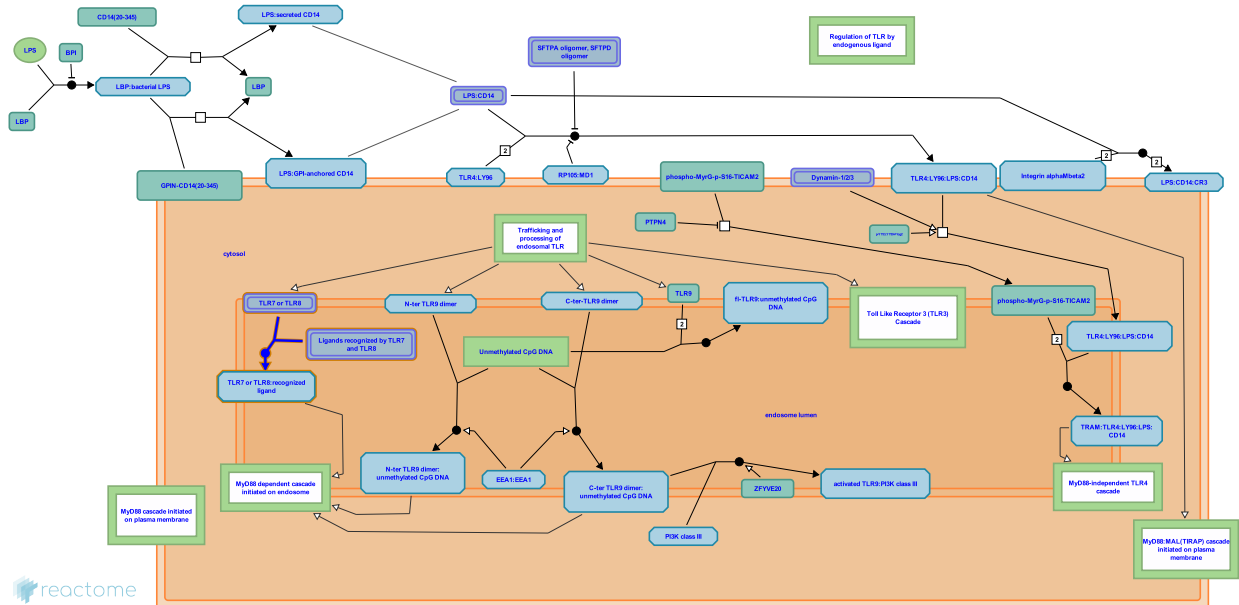 CD14(20-345)
LPS:secreted CD14
LPS
BPI
SFTPA oligomer, SFTPD
oligomer
Regulation of TLR by
endogenous ligand
LBP:bacterial LPS
LBP
LPS:CD14
LBP
2
2
2
GPIN-CD14(20-345)
LPS:GPI-anchored CD14
TLR4:LY96
RP105:MD1
phospho-MyrG-p-S16-TICAM2
Dynamin-1/2/3
TLR4:LY96:LPS:CD14
Integrin alphaMbeta2
LPS:CD14:CR3
PTPN4
Trafficking and
processing of
endosomal TLR
cytosol
TLR7 or TLR8
N-ter TLR9 dimer
C-ter-TLR9 dimer
TLR9
fl-TLR9:unmethylated CpG
DNA
Toll Like Receptor 3 (TLR3)
Cascade
phospho-MyrG-p-S16-TICAM2
2
2
Ligands recognized by TLR7
and TLR8
Unmethylated CpG DNA
TLR4:LY96:LPS:CD14
TLR7 or TLR8:recognized
ligand
endosome lumen
TRAM:TLR4:LY96:LPS:
CD14
N-ter TLR9 dimer:
unmethylated CpG DNA
EEA1:EEA1
C-ter TLR9 dimer:
unmethylated CpG DNA
ZFYVE20
activated TLR9:PI3K class III
MyD88 dependent cascade
initiated on endosome
MyD88-independent TLR4
cascade
MyD88 cascade initiated
on plasma membrane
PI3K class III
MyD88:MAL(TIRAP) cascade
initiated on plasma
membrane
reactome